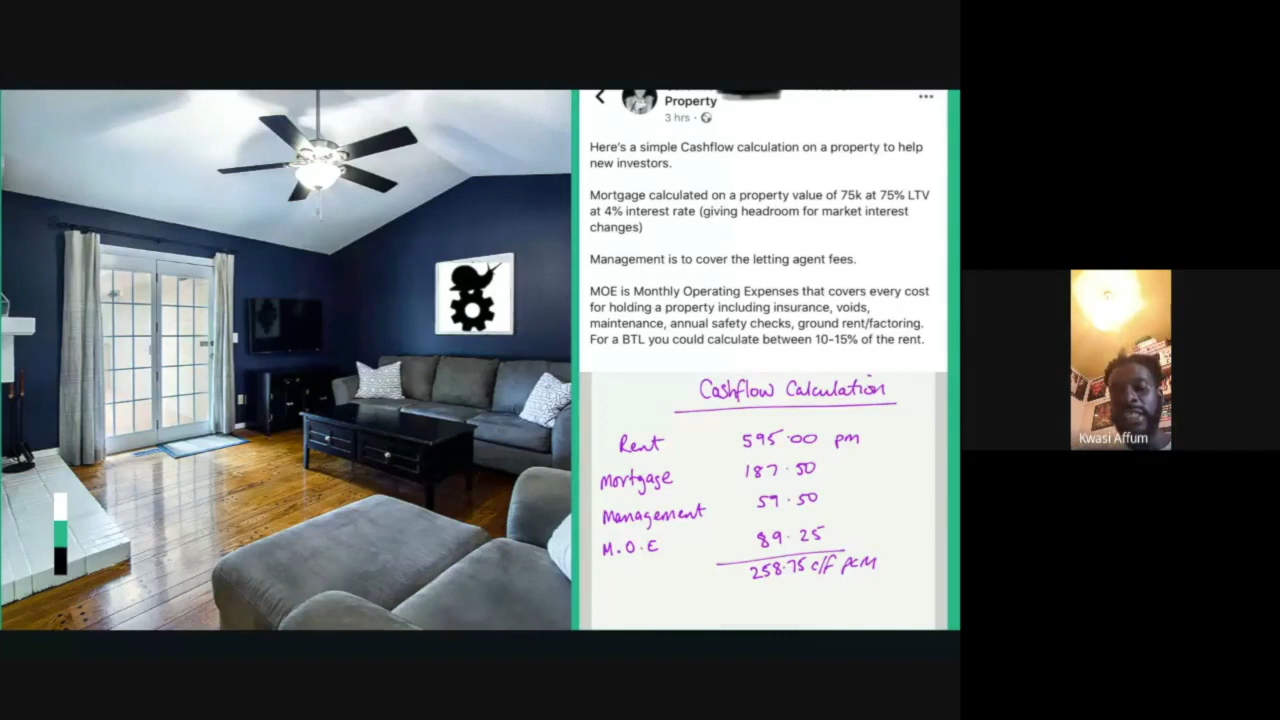 Property
3 hrs ·
Here's a simple Cashflow calculation on a property to help
new investors.
Mortgage calculated on a property value of 75k at 75% LTV
at 4% interest rate (giving headroom for market interest
changes)
Management is to cover the letting agent fees.
MOE is Monthly Operating Expenses that covers every cost
for holding a property including insurance, voids,
maintenance, annual safety checks, ground rent/factoring.
For a BTL you could calculate between 10-15% of the rent.
Cashflow Calculation
Rent 595.00 pm
Mortgage 187.50
Management 59.50
M.O.E 89.25
258.75 c/f pcm
Kwasi Affum